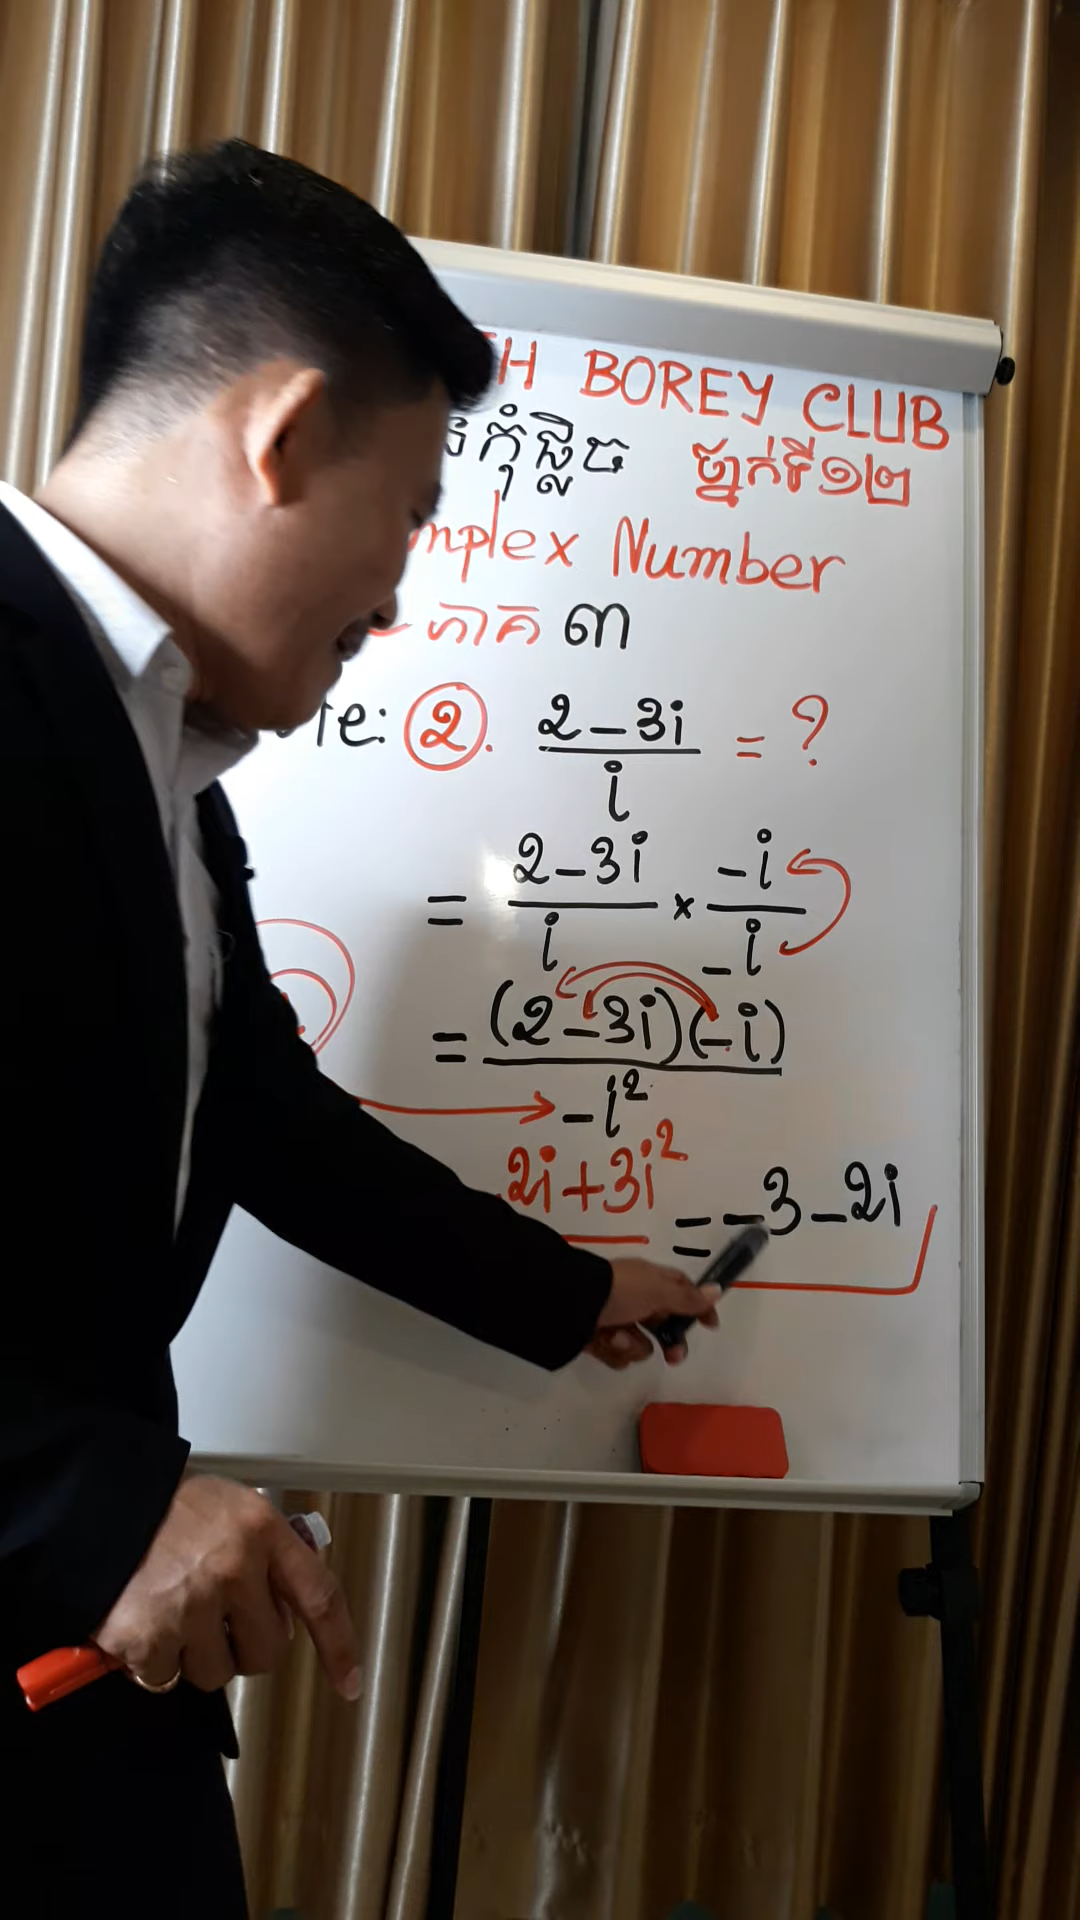 BOREY CLUB
កុំផ្លិច ថ្នាក់ទី១២
Number
ភាគ ៣
②. 2-3i/i = ?
= 2-3i/i × -i/-i
= (2-3i)(-i)/-i²
2i+3i² = -3-2i